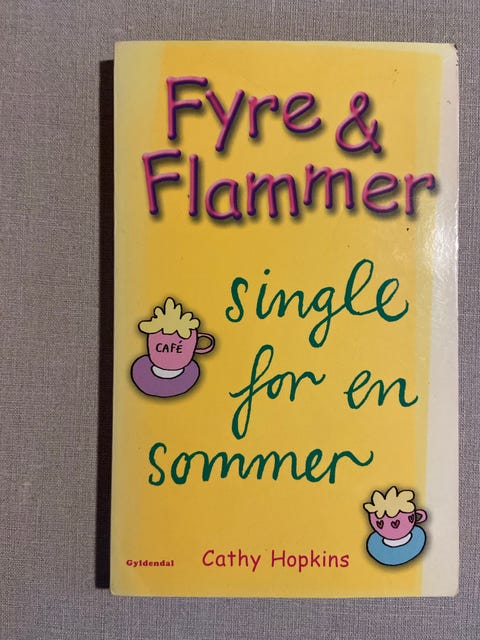 Fyre &
Flammer
single
for en
sommer
CAFÉ
Gyldendal
Cathy Hopkins